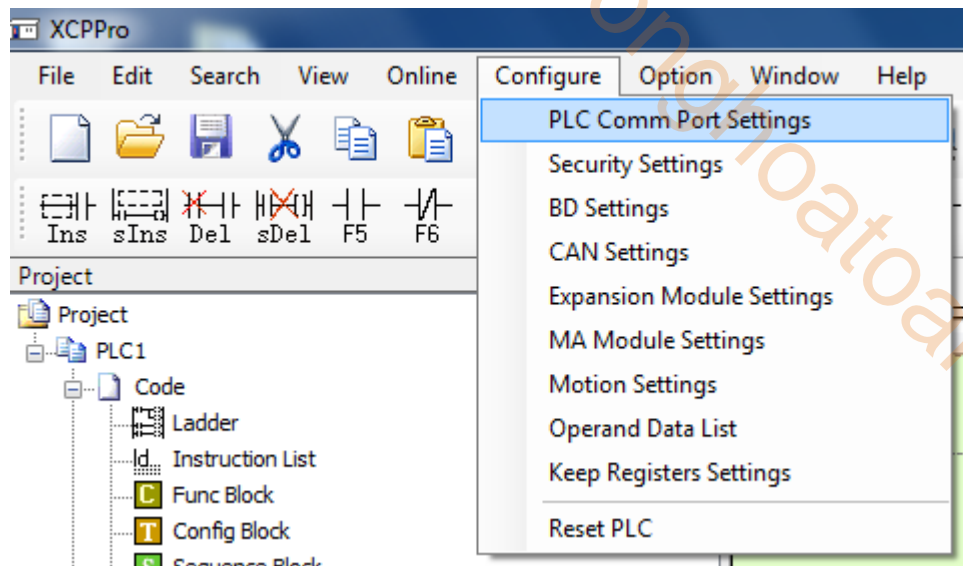 XCPPro
File Edit Search View Online Configure Option Window Help
PLC Comm Port Settings
Security Settings
BD Settings
CAN Settings
Expansion Module Settings
MA Module Settings
Motion Settings
Operand Data List
Keep Registers Settings
Reset PLC
Ins sIns Del sDel F5 F6
Project
Project
PLC1
Code
Ladder
Instruction List
C Func Block
T Config Block
S Sequence Block